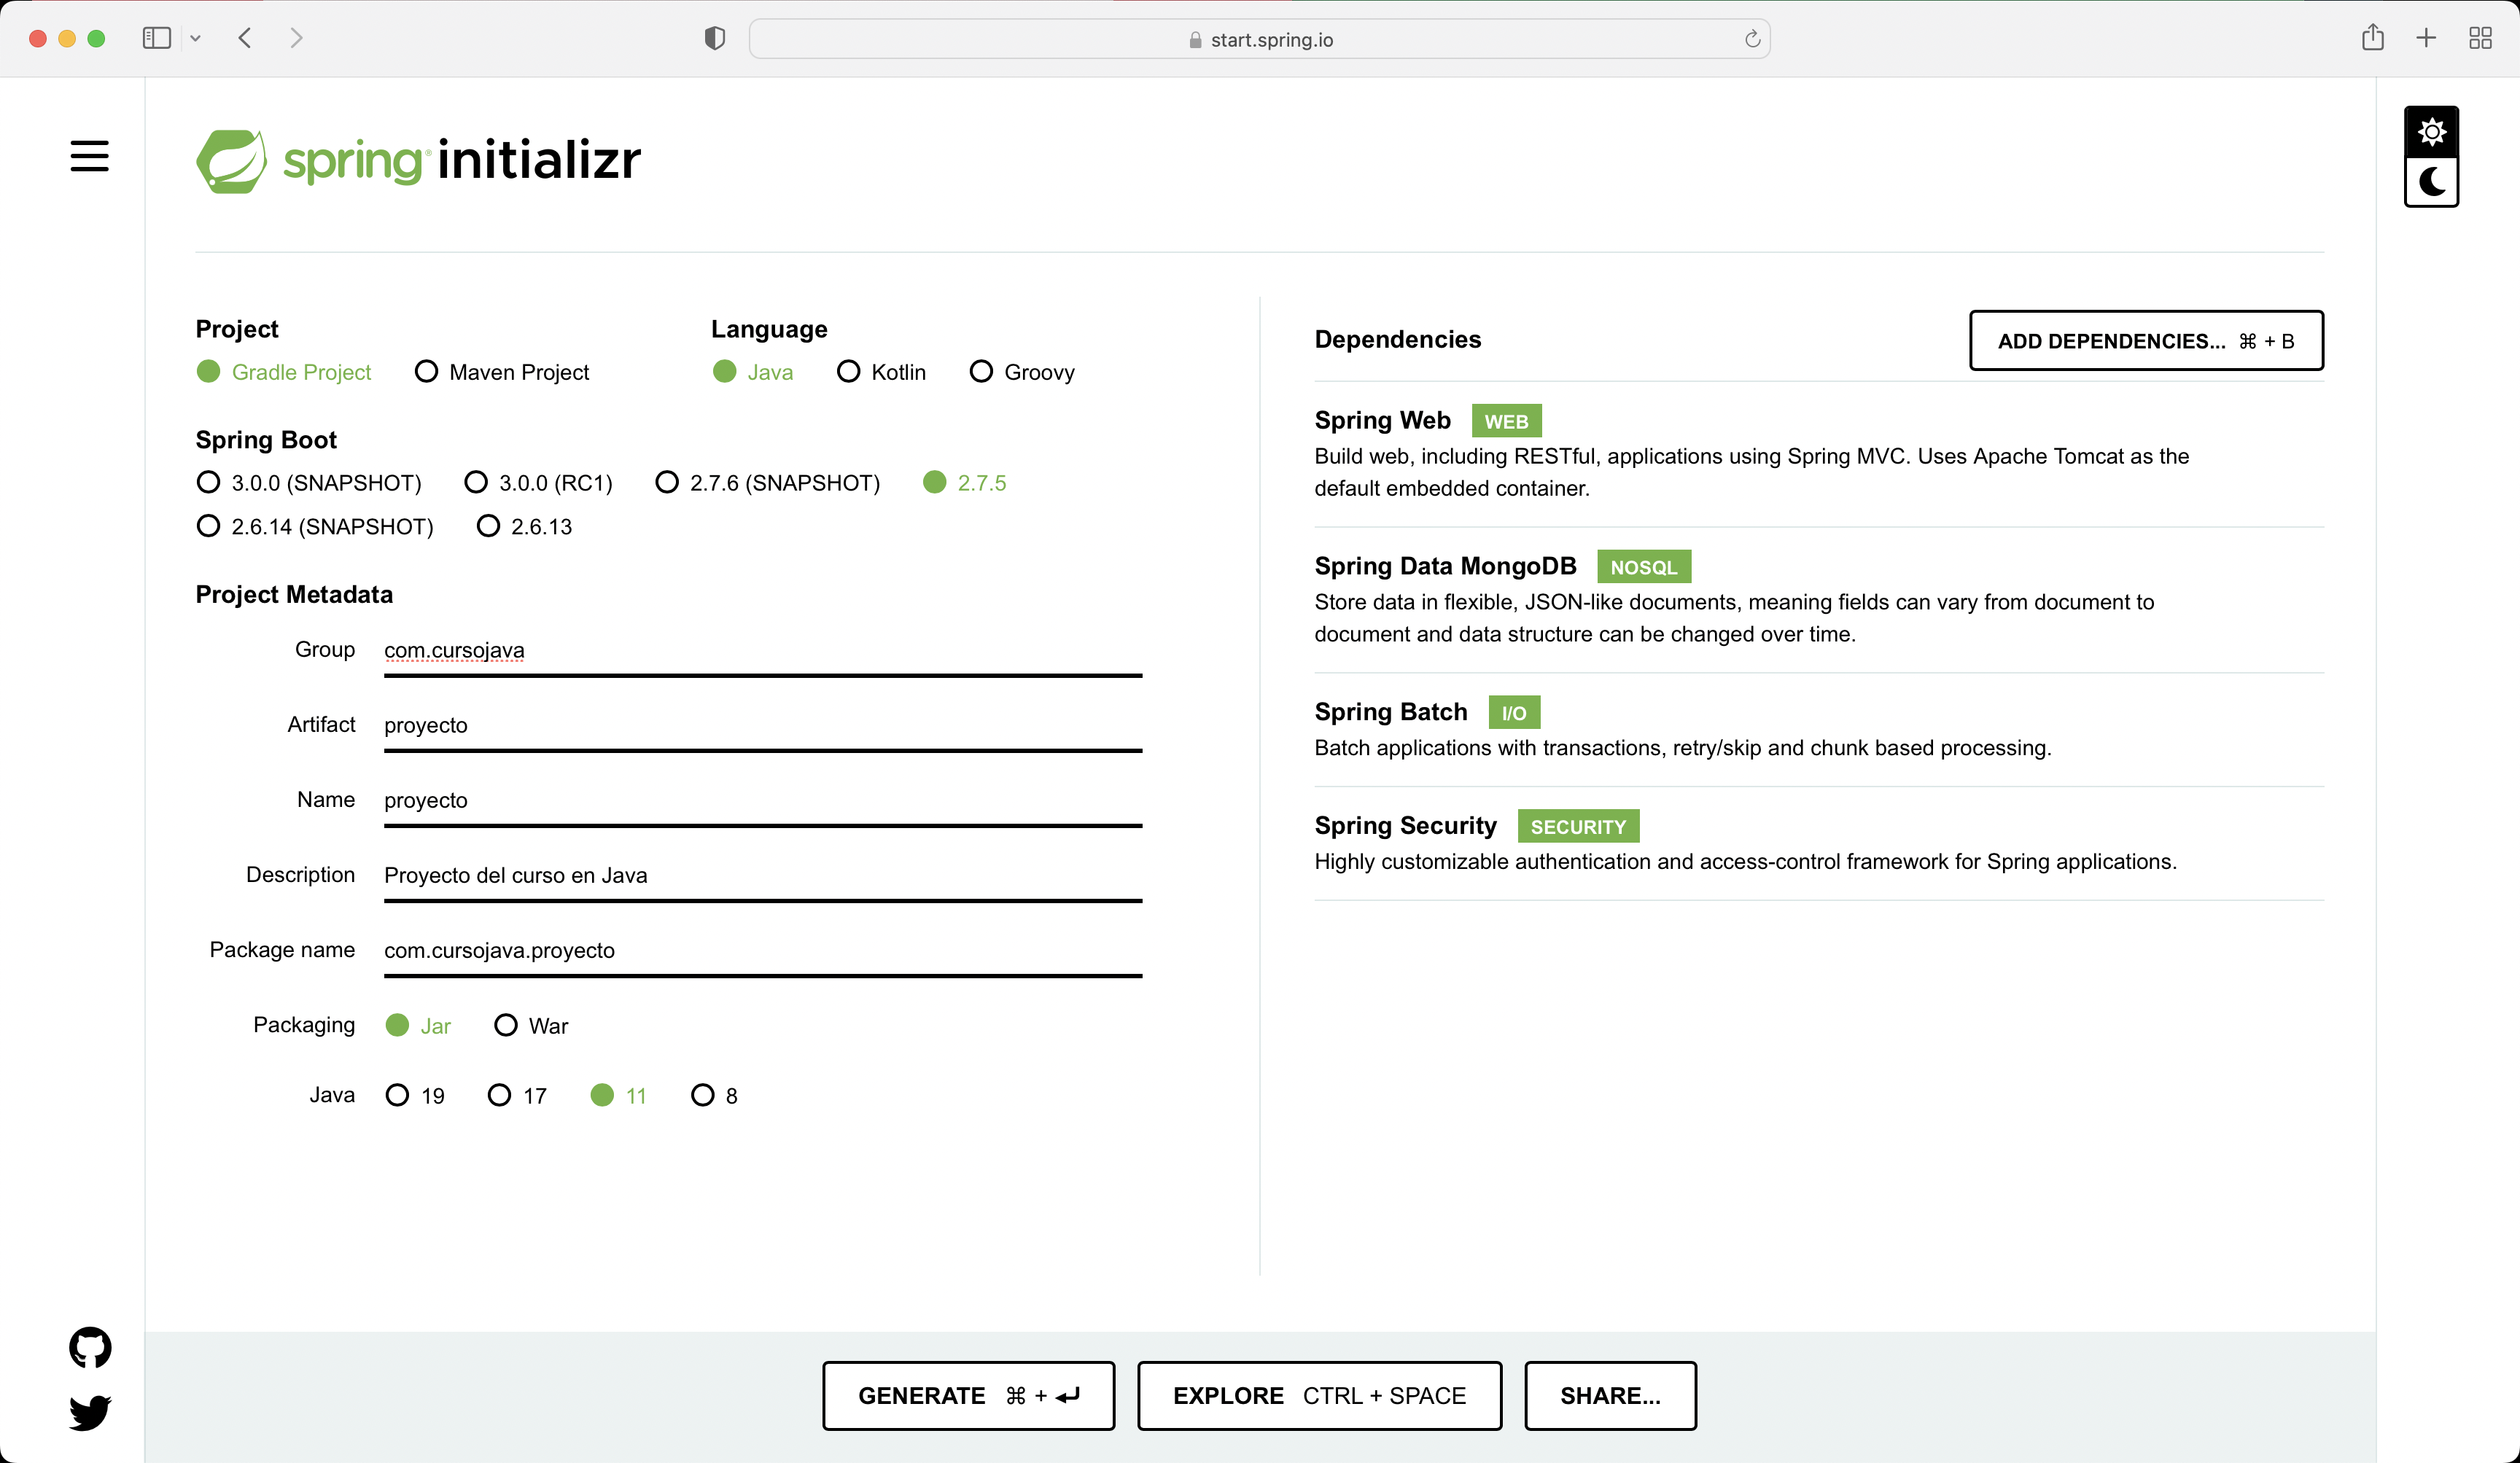 start.spring.io
spring® initializr
Project
Gradle Project Maven Project
Language
Java Kotlin Groovy
Spring Boot
3.0.0 (SNAPSHOT) 3.0.0 (RC1) 2.7.6 (SNAPSHOT) 2.7.5
2.6.14 (SNAPSHOT) 2.6.13
Project Metadata
Group com.cursojava
Artifact proyecto
Name proyecto
Description Proyecto del curso en Java
Package name com.cursojava.proyecto
Packaging Jar War
Java 19 17 11 8
Dependencies ADD DEPENDENCIES... ⌘ + B
Spring Web WEB
Build web, including RESTful, applications using Spring MVC. Uses Apache Tomcat as the
default embedded container.
Spring Data MongoDB NOSQL
Store data in flexible, JSON-like documents, meaning fields can vary from document to
document and data structure can be changed over time.
Spring Batch I/O
Batch applications with transactions, retry/skip and chunk based processing.
Spring Security SECURITY
Highly customizable authentication and access-control framework for Spring applications.
GENERATE ⌘ + ⏎ EXPLORE CTRL + SPACE SHARE...